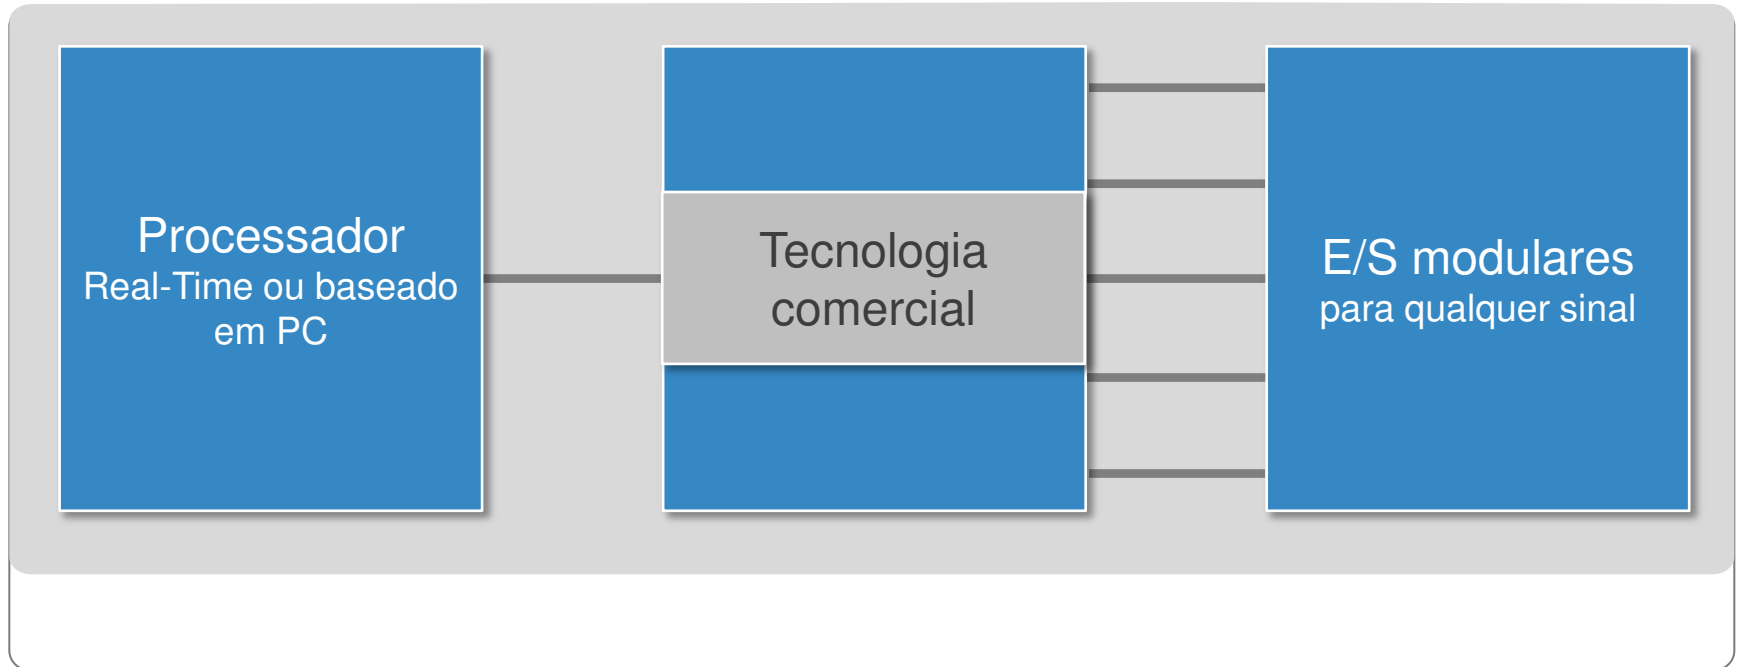 Processador
Real-Time ou baseado
em PC
Tecnologia
comercial
E/S modulares
para qualquer sinal